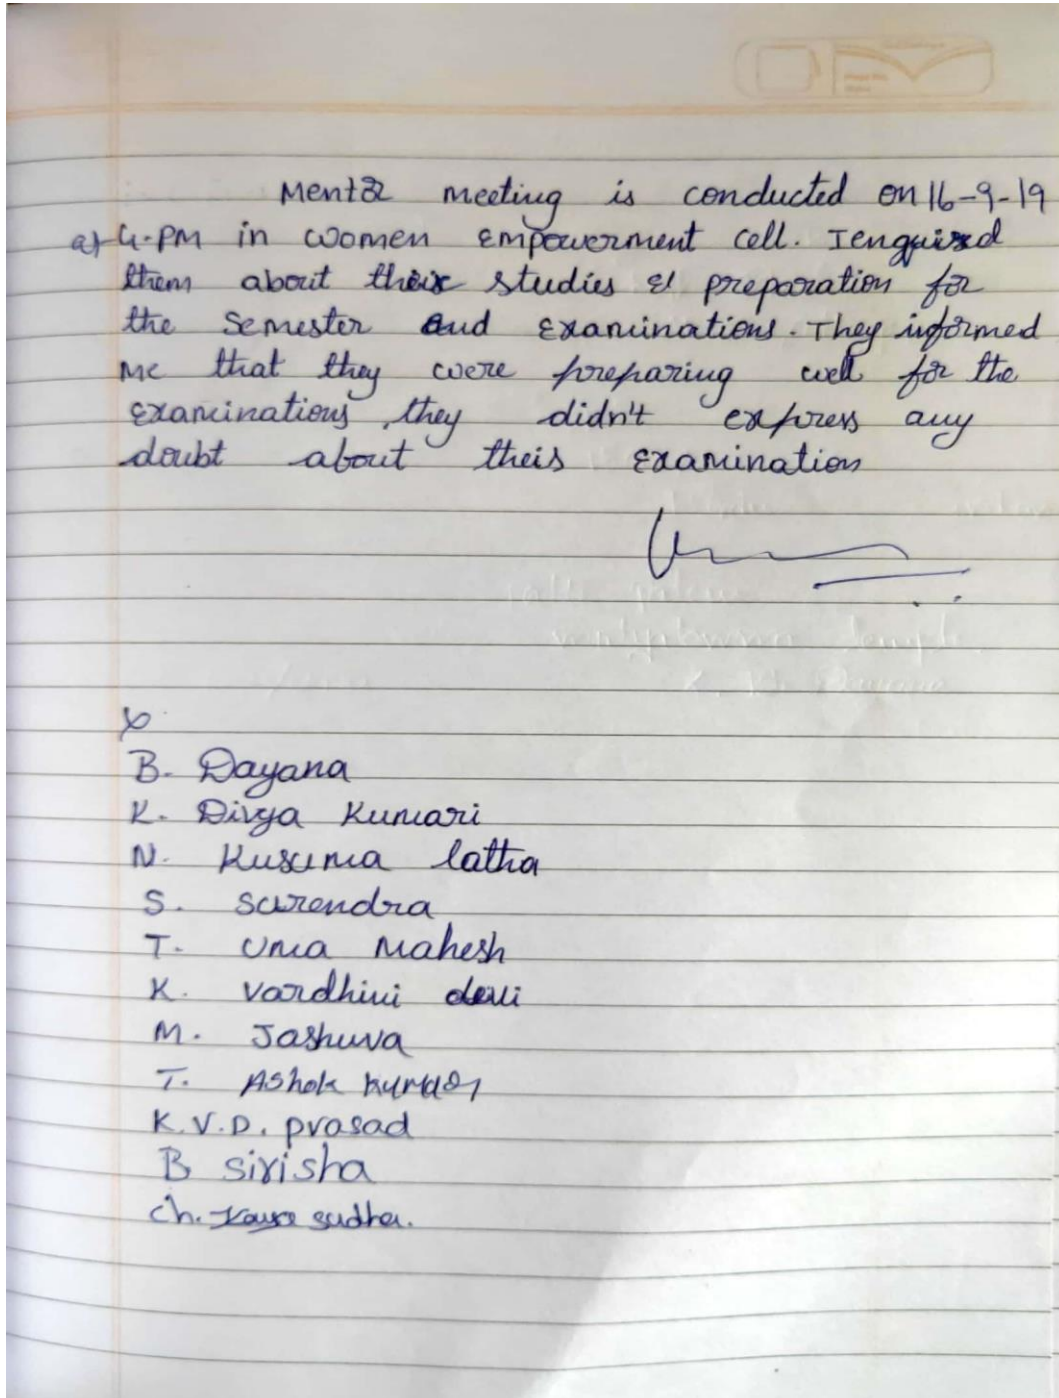 Mentor meeting is conducted on 16-9-19
at 4-PM in women empowerment cell. I enquired
them about their studies & preparation for
the Semester end examinations. They informed
me that they were preparing well for the
examinations, they didn't express any
doubt about their examination
B. Dayana
K. Divya Kumari
N. Kusuma latha
S. Surendra
T. Uma Mahesh
K. Vardhini devi
M. Jashuva
T. Ashok Kumar
K.V.D. prasad
B Sirisha
Ch. sudha.